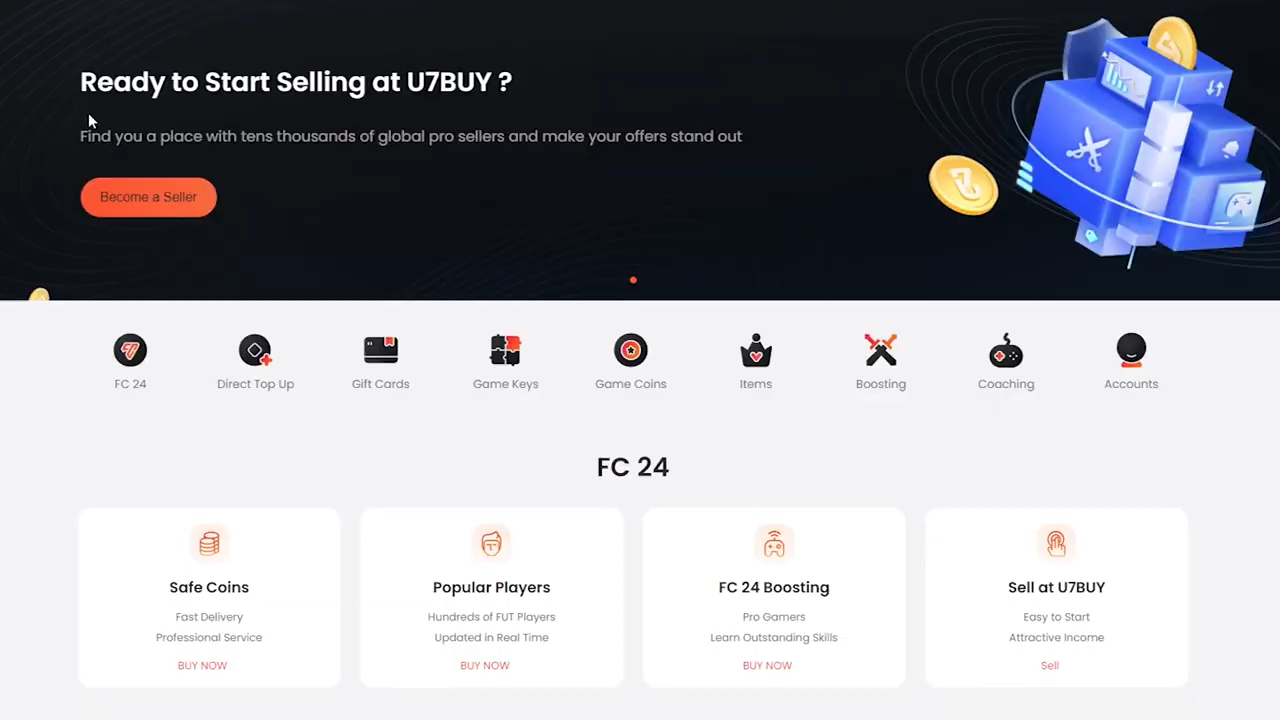 Ready to Start Selling at U7BUY ?
Find you a place with tens thousands of global pro sellers and make your offers stand out
Become a Seller
FC 24
Direct Top Up
Gift Cards
Game Keys
Game Coins
Items
Boosting
Coaching
Accounts
FC 24
Safe Coins
Fast Delivery
Professional Service
BUY NOW
Popular Players
Hundreds of FUT Players
Updated in Real Time
BUY NOW
FC 24 Boosting
Pro Gamers
Learn Outstanding Skills
BUY NOW
Sell at U7BUY
Easy to Start
Attractive Income
Sell